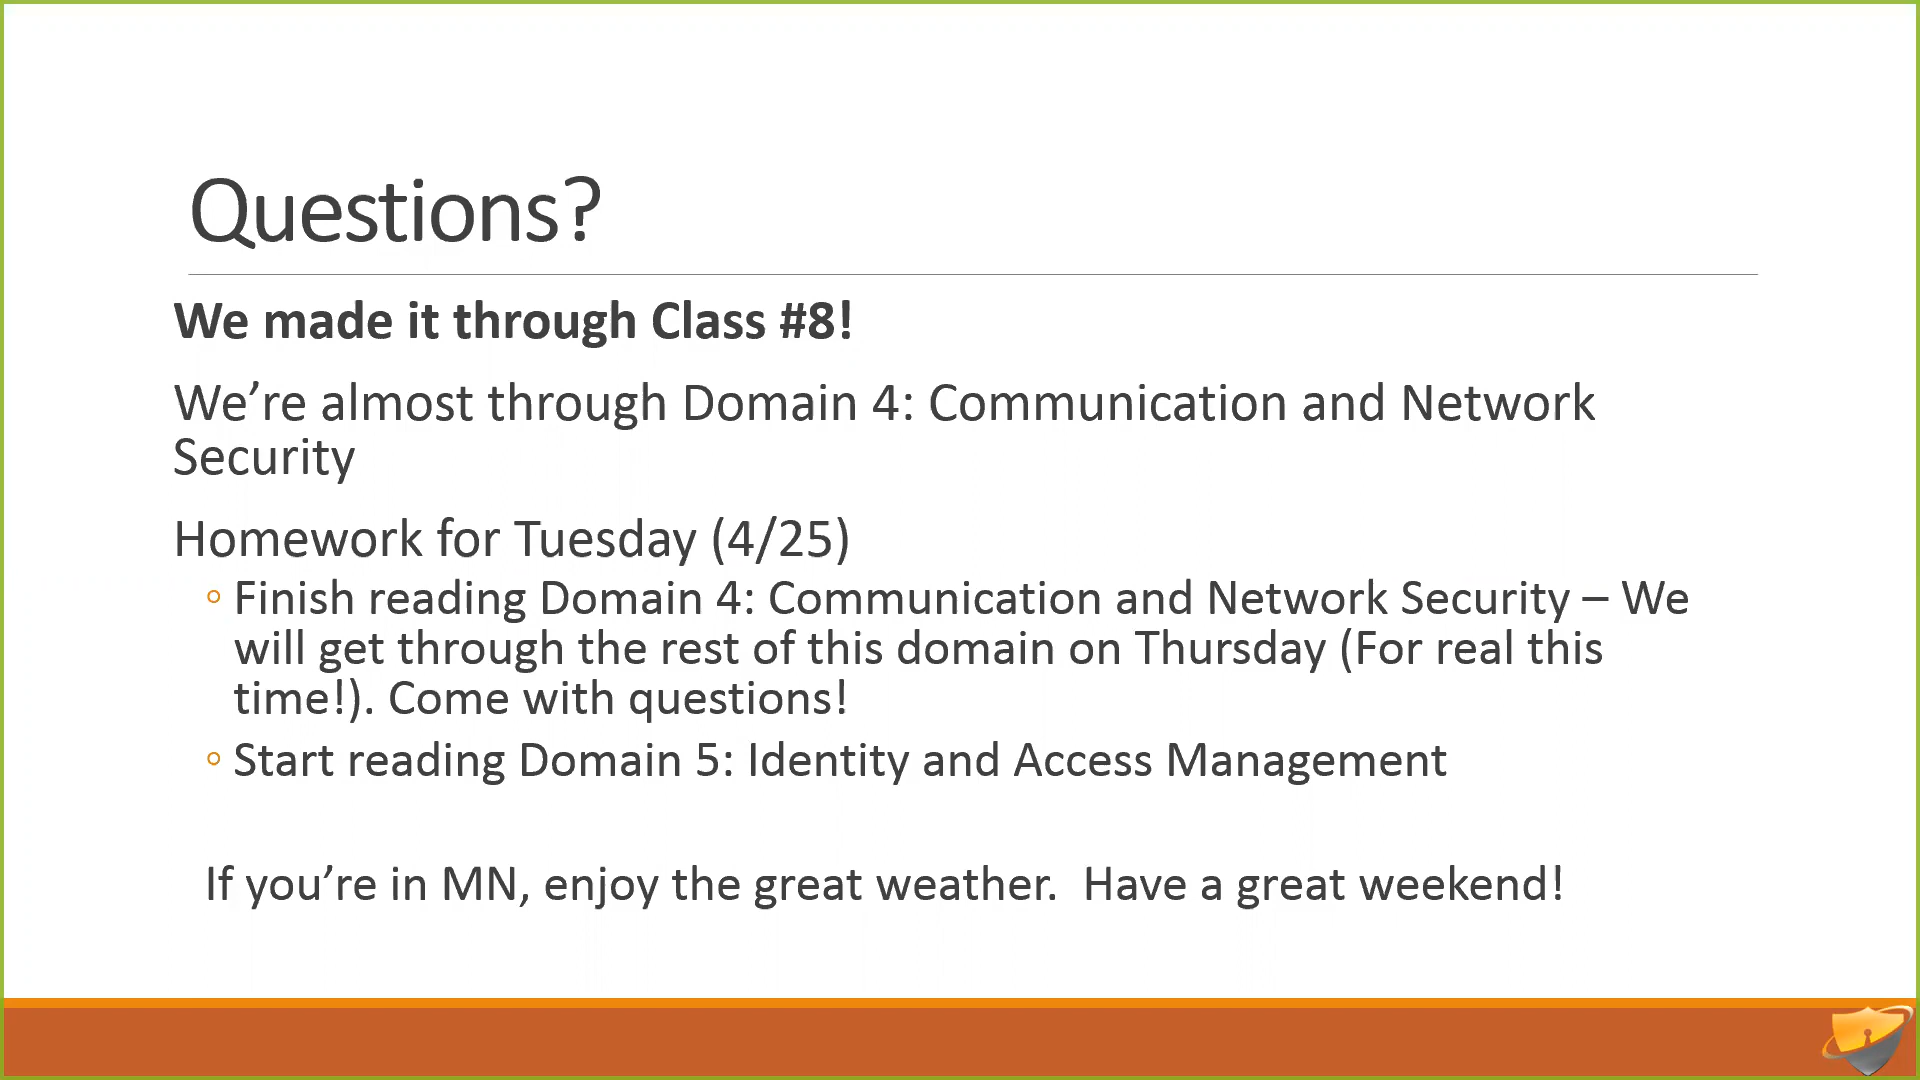 Questions?
We made it through Class #8!
We’re almost through Domain 4: Communication and Network
Security
Homework for Tuesday (4/25)
◦ Finish reading Domain 4: Communication and Network Security – We
will get through the rest of this domain on Thursday (For real this
time!). Come with questions!
◦ Start reading Domain 5: Identity and Access Management
If you’re in MN, enjoy the great weather.  Have a great weekend!